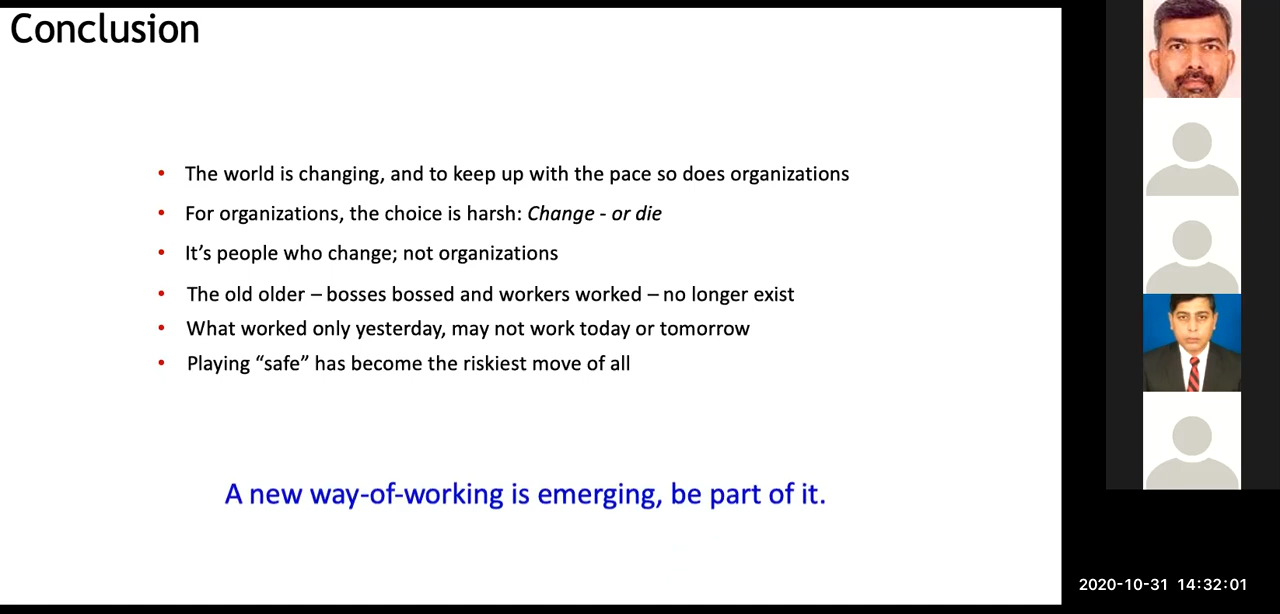 Conclusion
• The world is changing, and to keep up with the pace so does organizations
• For organizations, the choice is harsh: Change - or die
• It’s people who change; not organizations
• The old older – bosses bossed and workers worked – no longer exist
• What worked only yesterday, may not work today or tomorrow
• Playing “safe” has become the riskiest move of all
A new way-of-working is emerging, be part of it.
2020-10-31 14:32:01